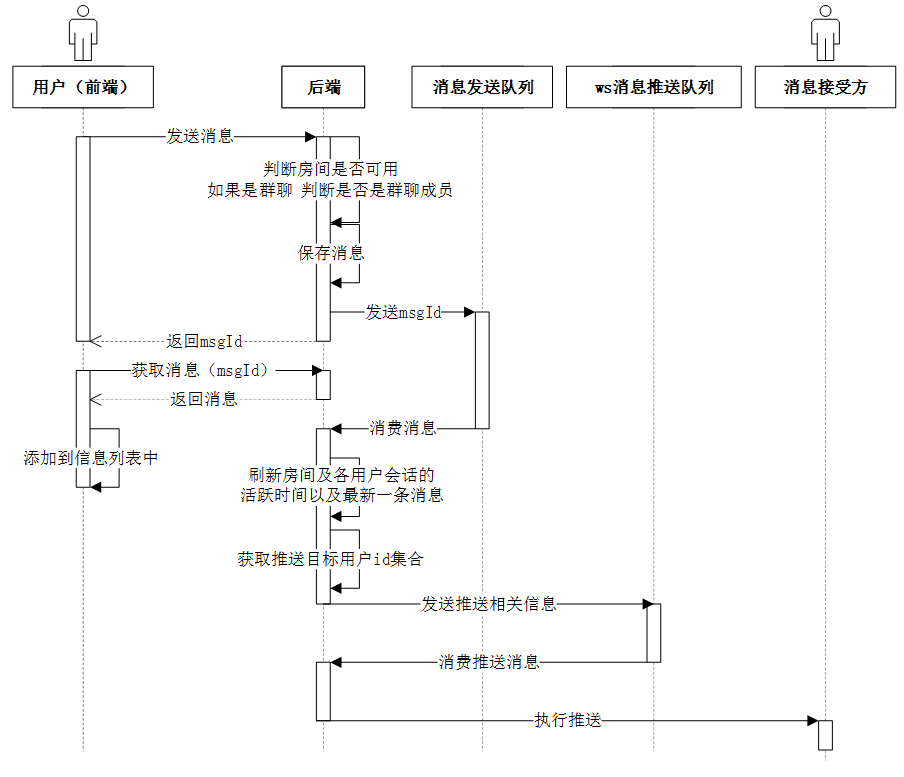 用户（前端）
后端
消息发送队列
ws消息推送队列
消息接受方
发送消息
判断房间是否可用
如果是群聊 判断是否是群聊成员
保存消息
发送msgId
返回msgId
获取消息（msgId）
返回消息
消费消息
添加到信息列表中
刷新房间及各用户会话的
活跃时间以及最新一条消息
获取推送目标用户id集合
发送推送相关信息
消费推送消息
执行推送